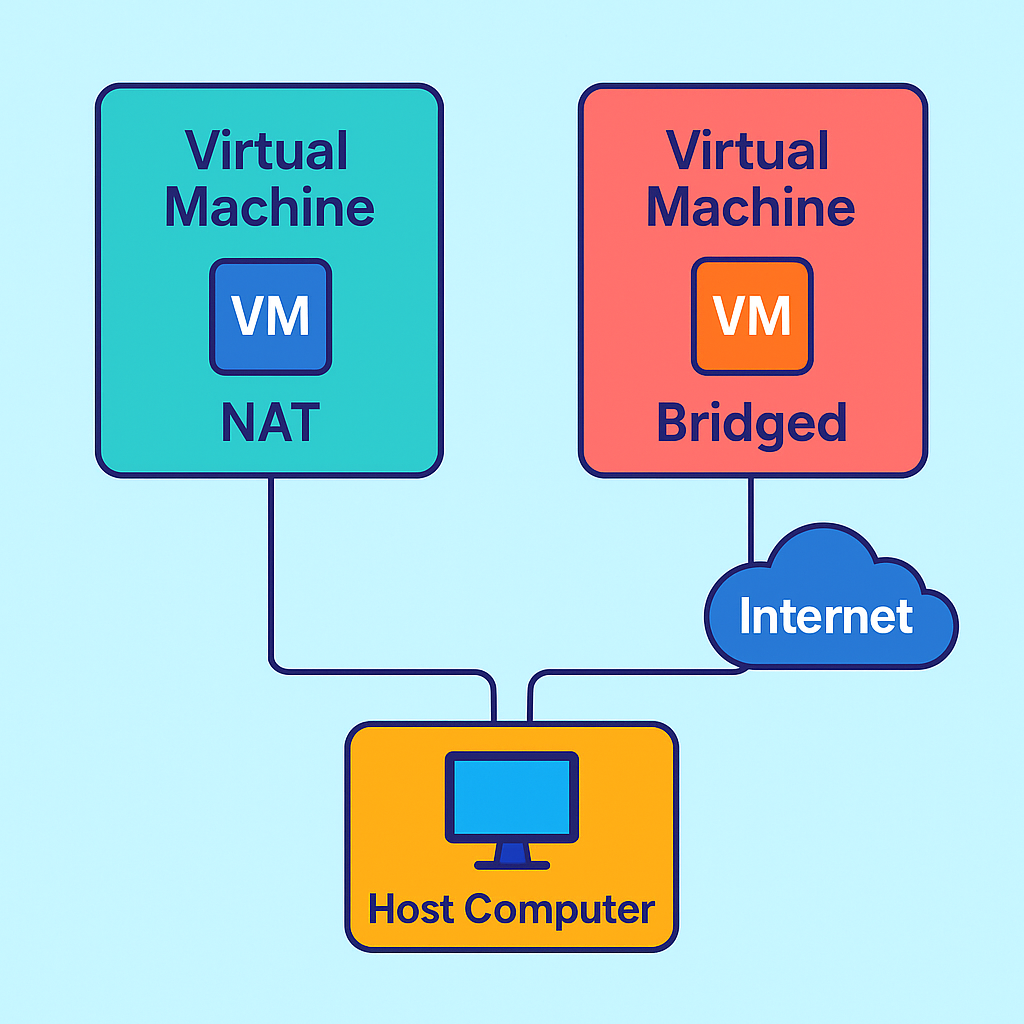 Virtual
Machine
VM
NAT
Virtual
Machine
VM
Bridged
Internet
Host Computer